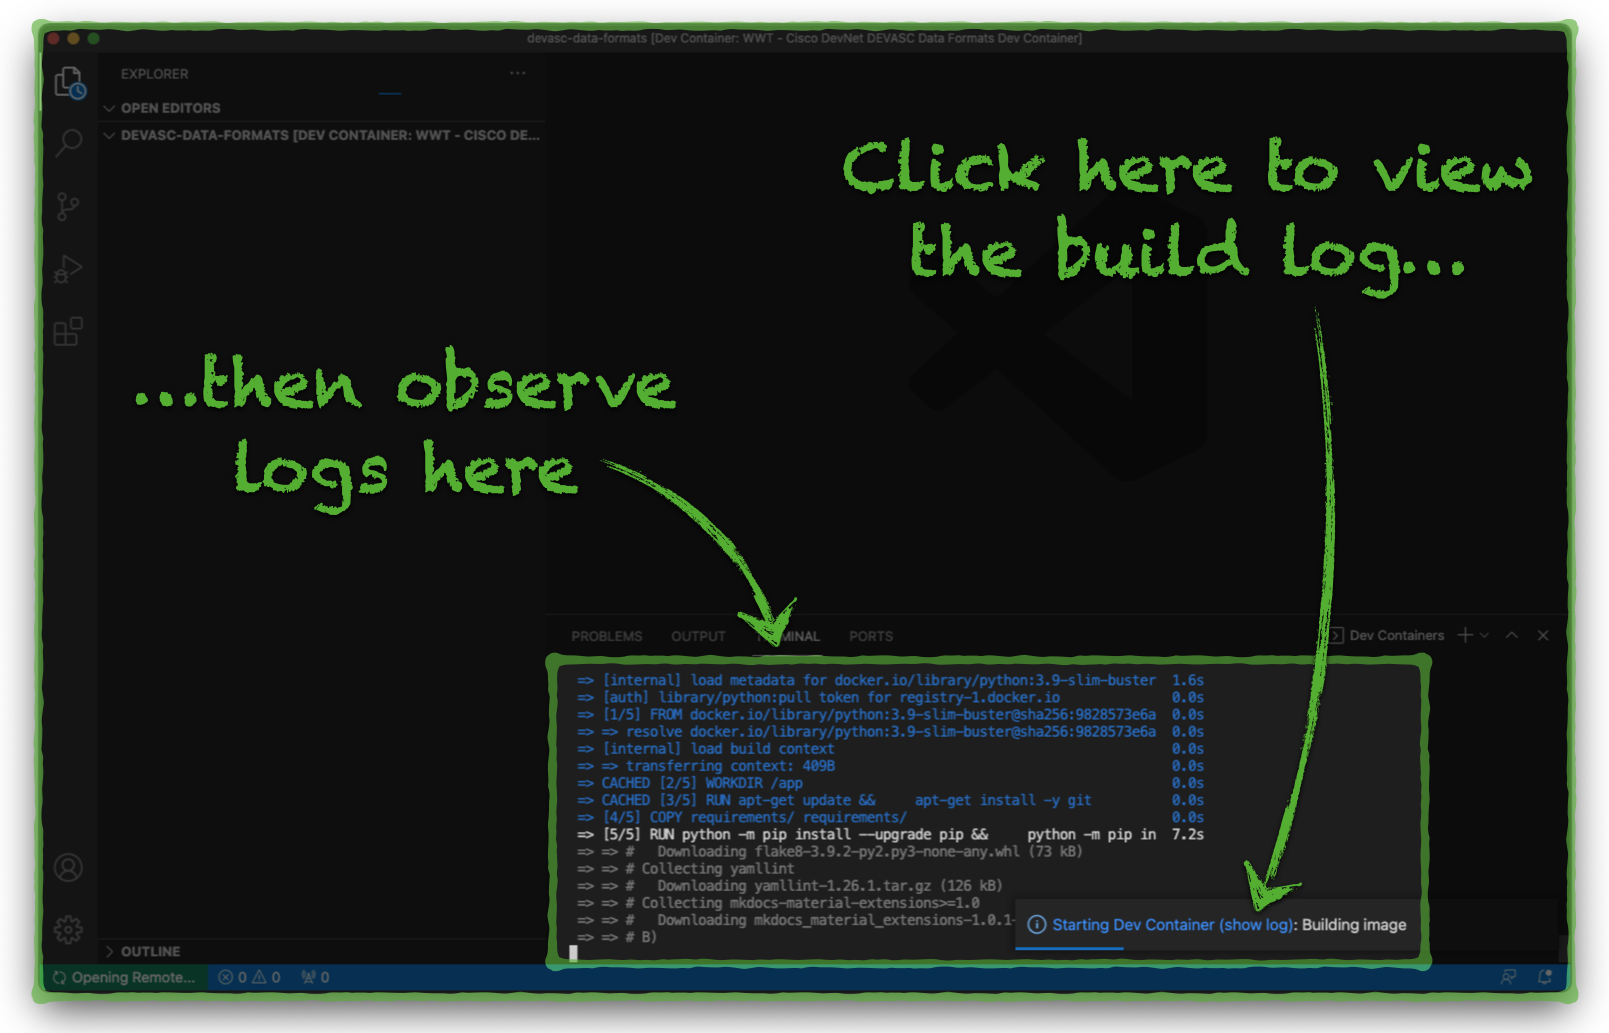 devasc-data-formats [Dev Container: WWT - Cisco DevNet DEVASC Data Formats Dev Container]
EXPLORER
OPEN EDITORS
DEVASC-DATA-FORMATS [DEV CONTAINER: WWT - CISCO DE...
Click here to view
the build log...
...then observe
logs here
PROBLEMS OUTPUT MINAL PORTS
Dev Containers
=> [internal] load metadata for docker.io/library/python:3.9-slim-buster 1.6s
=> [auth] library/python:pull token for registry-1.docker.io 0.0s
=> [1/5] FROM docker.io/library/python:3.9-slim-buster@sha256:9828573e6a 0.0s
=> => resolve docker.io/library/python:3.9-slim-buster@sha256:9828573e6a 0.0s
=> [internal] load build context 0.0s
=> => transferring context: 409B 0.0s
=> CACHED [2/5] WORKDIR /app 0.0s
=> CACHED [3/5] RUN apt-get update && apt-get install -y git 0.0s
=> [4/5] COPY requirements/ requirements/ 0.0s
=> [5/5] RUN python -m pip install --upgrade pip && python -m pip in 7.2s
=> => # Downloading flake8-3.9.2-py2.py3-none-any.whl (73 kB)
=> => # Collecting yamllint
=> => # Downloading yamllint-1.26.1.tar.gz (126 kB)
=> => # Collecting mkdocs-material-extensions>=1.0
=> => # Downloading mkdocs_material_extensions-1.0.1-
=> => # B)
Starting Dev Container (show log): Building image
OUTLINE
Opening Remote... 0 0 0